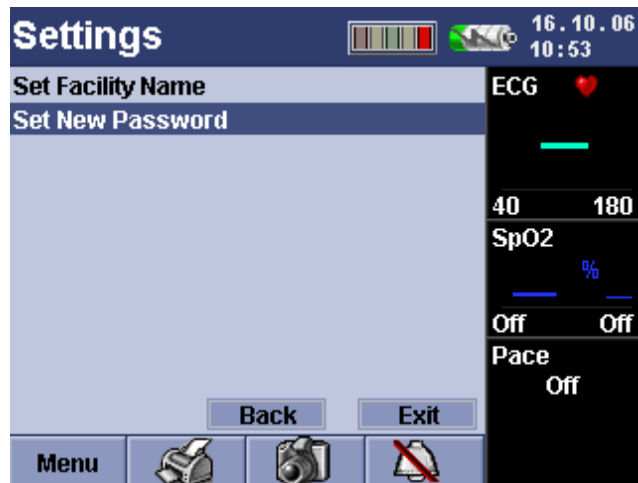 Settings
16.10.06
10:53
Set Facility Name
Set New Password
Back Exit
Menu
ECG
40 180
SpO2
%
Off Off
Pace
Off